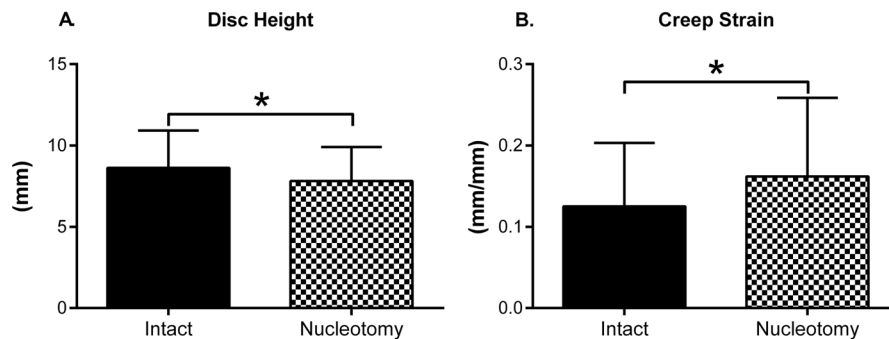 A. Disc Height
(mm)
15
10
5
0
*
Intact Nucleotomy
B. Creep Strain
(mm/mm)
0.3
0.2
0.1
0.0
*
Intact Nucleotomy